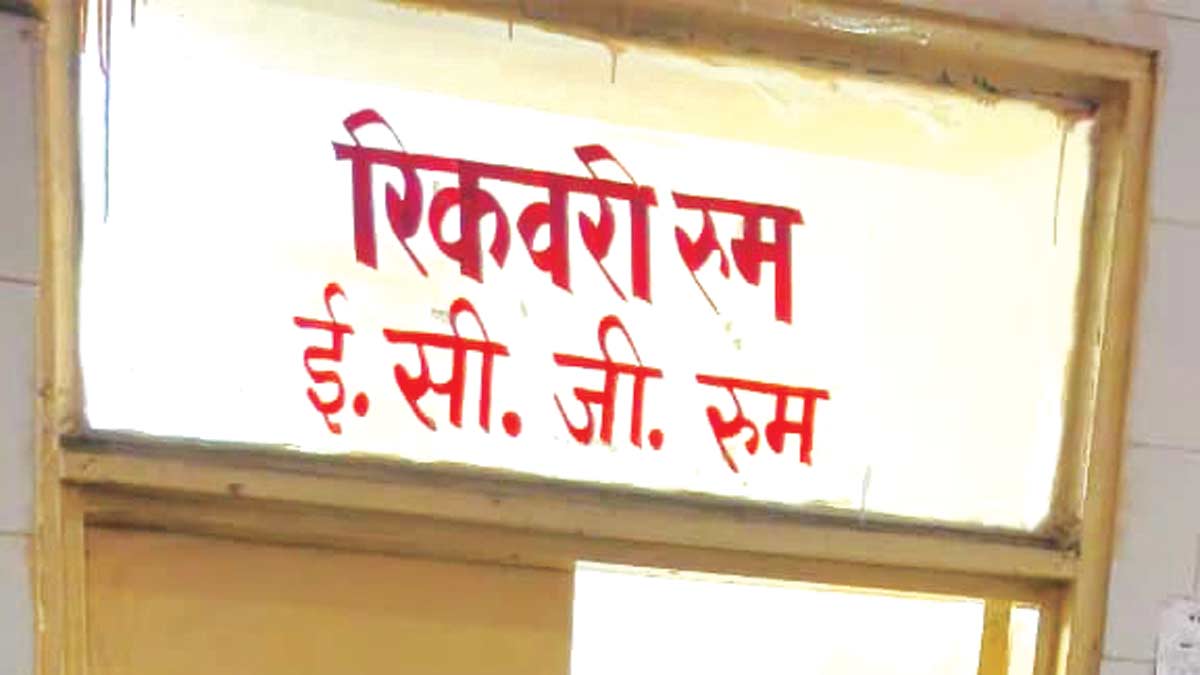 रिकवरी रुम
ई. सी. जी. रुम